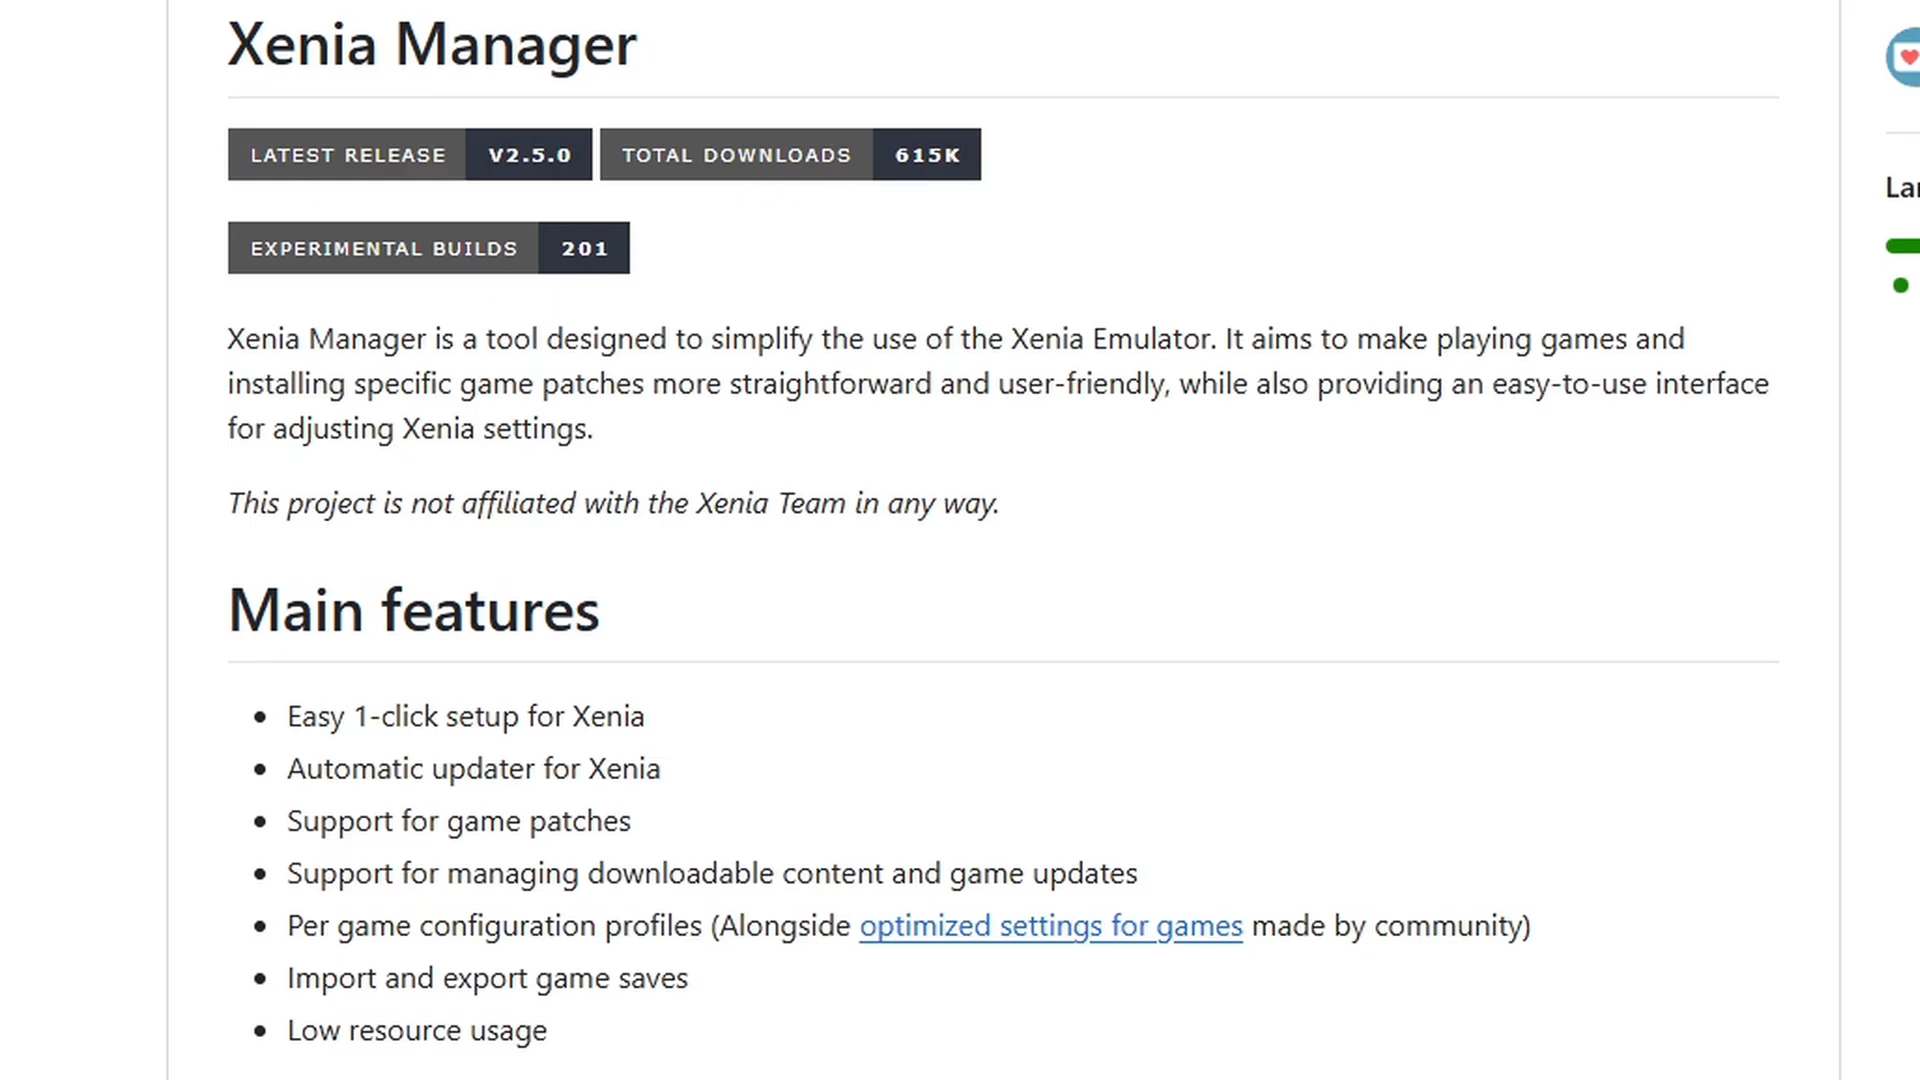 Xenia Manager
LATEST RELEASE V2.5.0 TOTAL DOWNLOADS 615K
EXPERIMENTAL BUILDS 201
Xenia Manager is a tool designed to simplify the use of the Xenia Emulator. It aims to make playing games and
installing specific game patches more straightforward and user-friendly, while also providing an easy-to-use interface
for adjusting Xenia settings.
This project is not affiliated with the Xenia Team in any way.
Main features
Easy 1-click setup for Xenia
Automatic updater for Xenia
Support for game patches
Support for managing downloadable content and game updates
Per game configuration profiles (Alongside optimized settings for games made by community)
Import and export game saves
Low resource usage